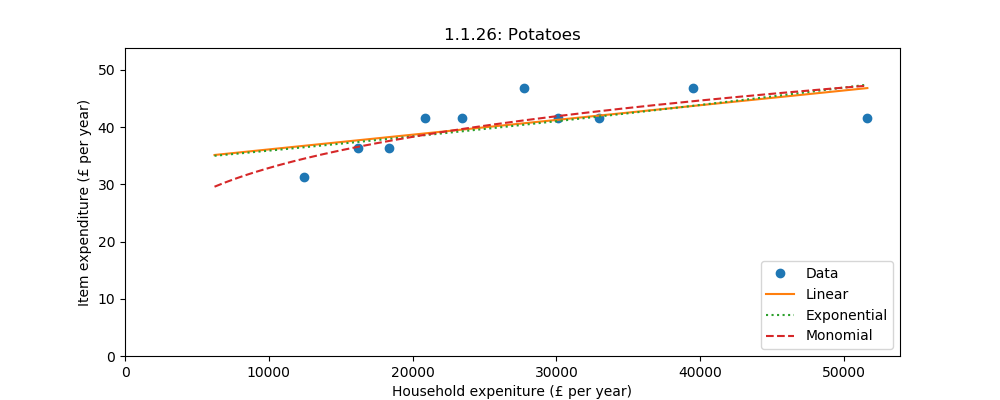 1.1.26: Potatoes
Item expenditure (£ per year)
50
40
30
20
10
0
0 10000 20000 30000 40000 50000
Household expeniture (£ per year)
Data
Linear
Exponential
Monomial